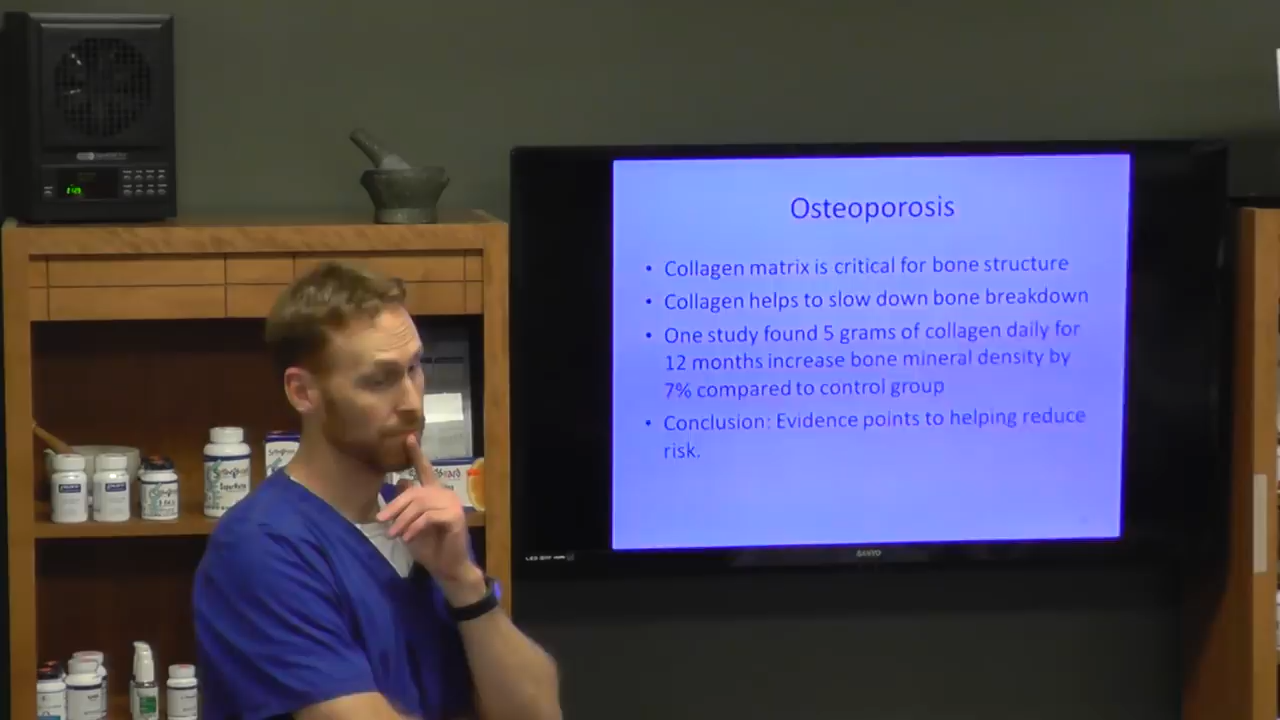 Osteoporosis
• Collagen matrix is critical for bone structure
• Collagen helps to slow down bone breakdown
• One study found 5 grams of collagen daily for
12 months increase bone mineral density by
7% compared to control group
• Conclusion: Evidence points to helping reduce
risk.
SANYO